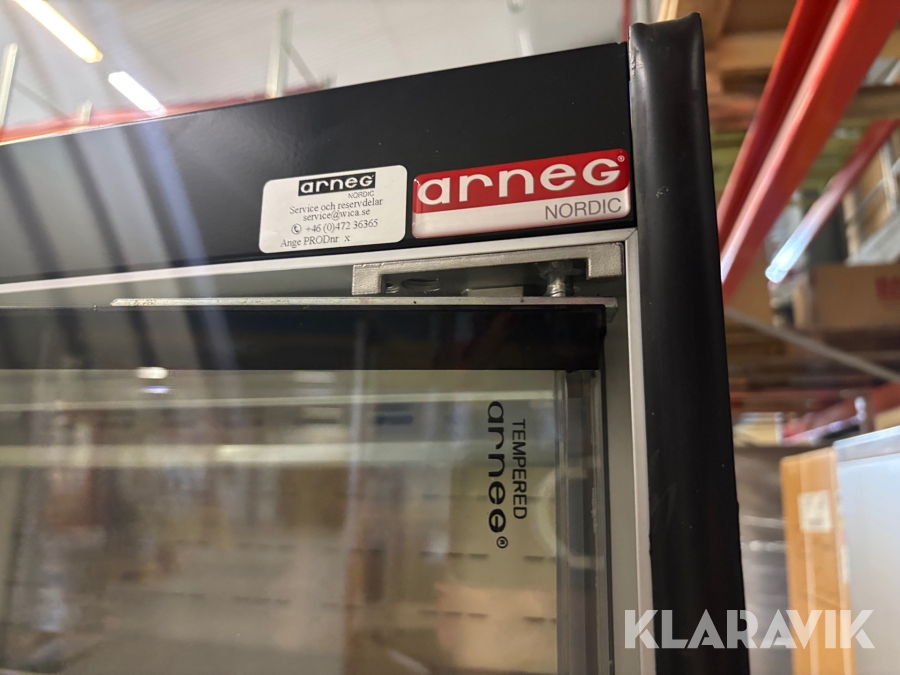 arneg
NORDIC
Service och reservdelar
service@wica.se
+46 (0)472 36365
Ange PRODnr x
arneg®
NORDIC
TEMPERED
arneg®
KLARAVIK